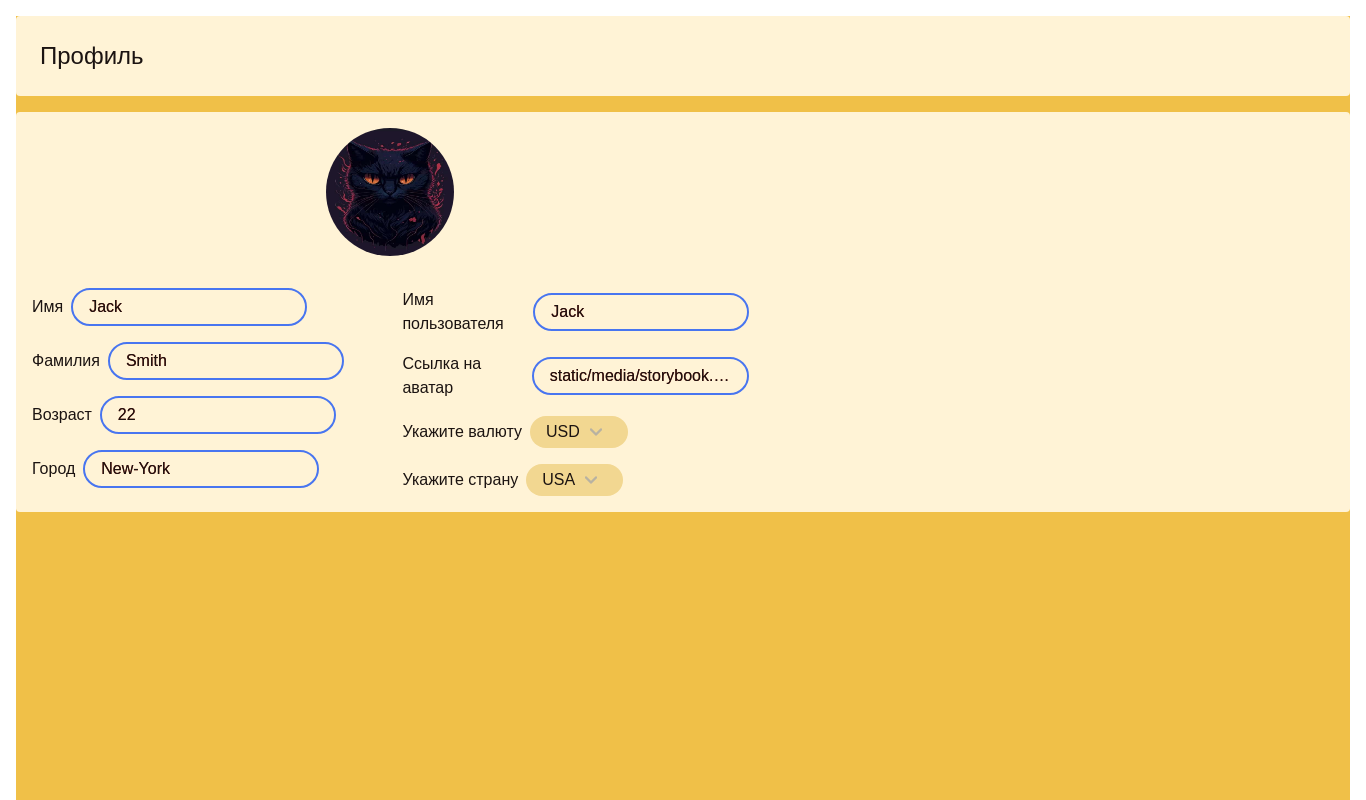 Профиль
Имя Jack
Фамилия Smith
Возраст 22
Город New-York
Имя
пользователя Jack
Ссылка на
аватар static/media/storybook.…
Укажите валюту USD
Укажите страну USA